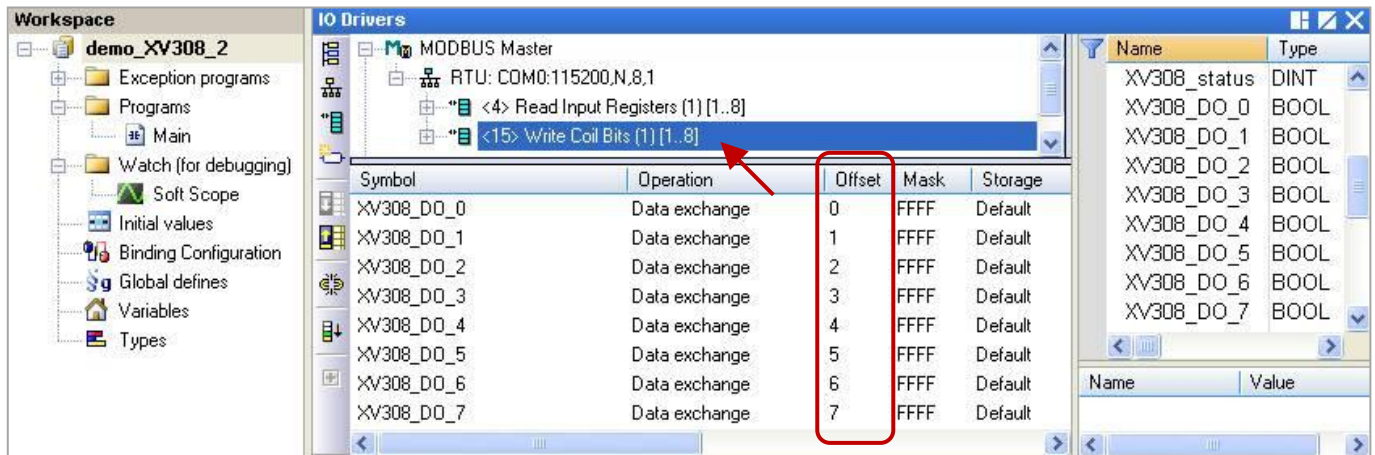 Workspace
demo_XV308_2
Exception programs
Programs
Main
Watch (for debugging)
Soft Scope
Initial values
Binding Configuration
Global defines
Variables
Types
IO Drivers
MODBUS Master
RTU: COM0:115200,N,8,1
<4> Read Input Registers (1) [1..8]
<15> Write Coil Bits (1) [1..8]
Symbol Operation Offset Mask Storage
XV308_DO_0 Data exchange 0 FFFF Default
XV308_DO_1 Data exchange 1 FFFF Default
XV308_DO_2 Data exchange 2 FFFF Default
XV308_DO_3 Data exchange 3 FFFF Default
XV308_DO_4 Data exchange 4 FFFF Default
XV308_DO_5 Data exchange 5 FFFF Default
XV308_DO_6 Data exchange 6 FFFF Default
XV308_DO_7 Data exchange 7 FFFF Default
Name Type
XV308_status DINT
XV308_DO_0 BOOL
XV308_DO_1 BOOL
XV308_DO_2 BOOL
XV308_DO_3 BOOL
XV308_DO_4 BOOL
XV308_DO_5 BOOL
XV308_DO_6 BOOL
XV308_DO_7 BOOL
Name Value